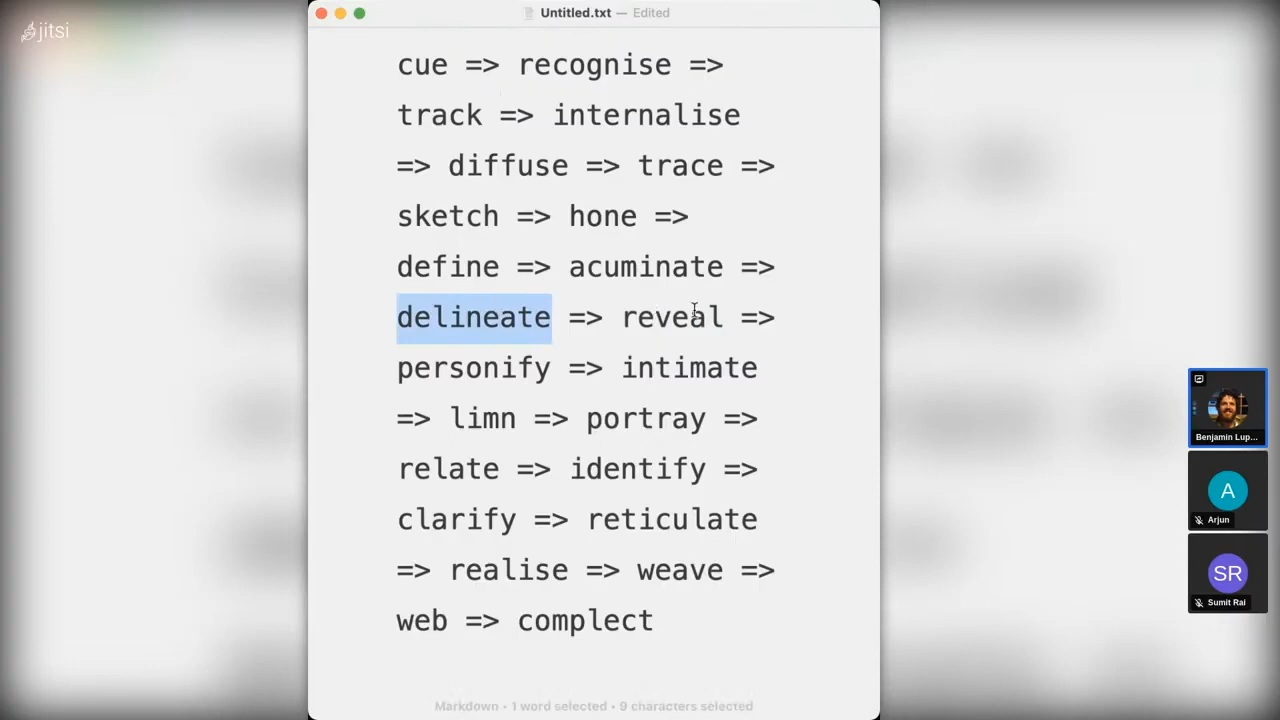 jitsi
Untitled.txt — Edited
cue => recognise =>
track => internalise
=> diffuse => trace =>
sketch => hone =>
define => acuminate =>
delineate => reveal =>
personify => intimate
=> limn => portray =>
relate => identify =>
clarify => reticulate
=> realise => weave =>
web => complect
Markdown • 1 word selected • 9 characters selected
Benjamin Lup...
A
Arjun
SR
Sumit Rai